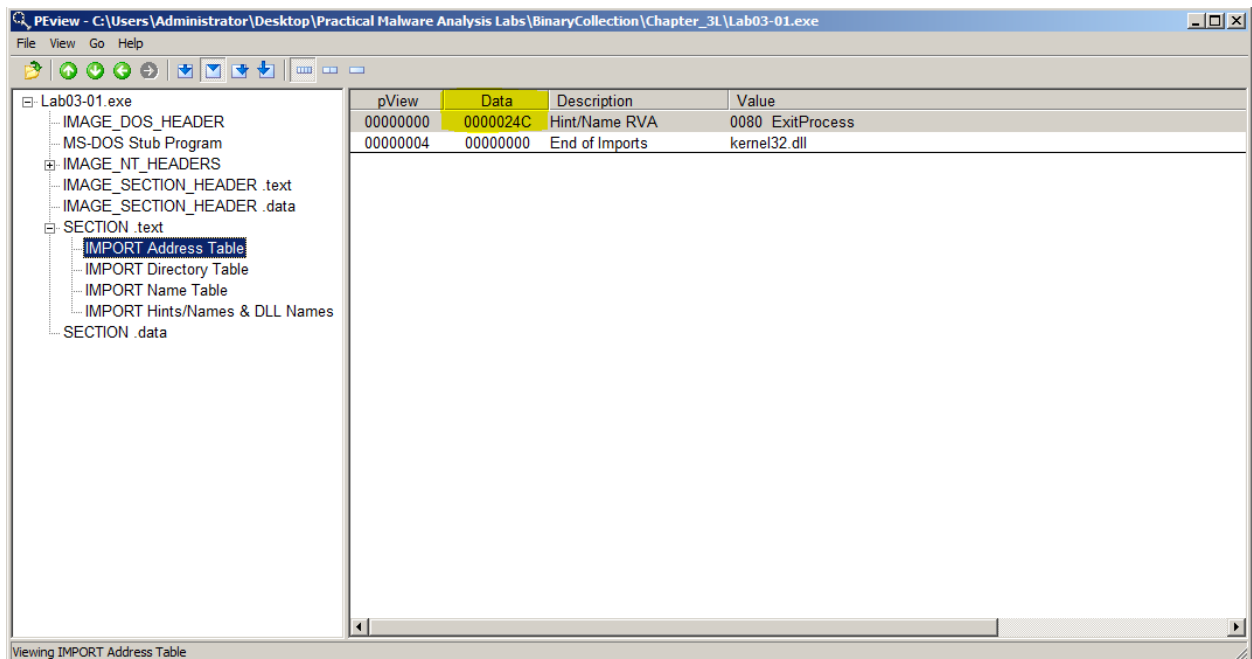 PEview - C:\Users\Administrator\Desktop\Practical Malware Analysis Labs\BinaryCollection\Chapter_3L\Lab03-01.exe
File View Go Help
Lab03-01.exe
IMAGE_DOS_HEADER
MS-DOS Stub Program
IMAGE_NT_HEADERS
IMAGE_SECTION_HEADER .text
IMAGE_SECTION_HEADER .data
SECTION .text
IMPORT Address Table
IMPORT Directory Table
IMPORT Name Table
IMPORT Hints/Names & DLL Names
SECTION .data
pView Data Description Value
00000000 0000024C Hint/Name RVA 0080 ExitProcess
00000004 00000000 End of Imports kernel32.dll
Viewing IMPORT Address Table